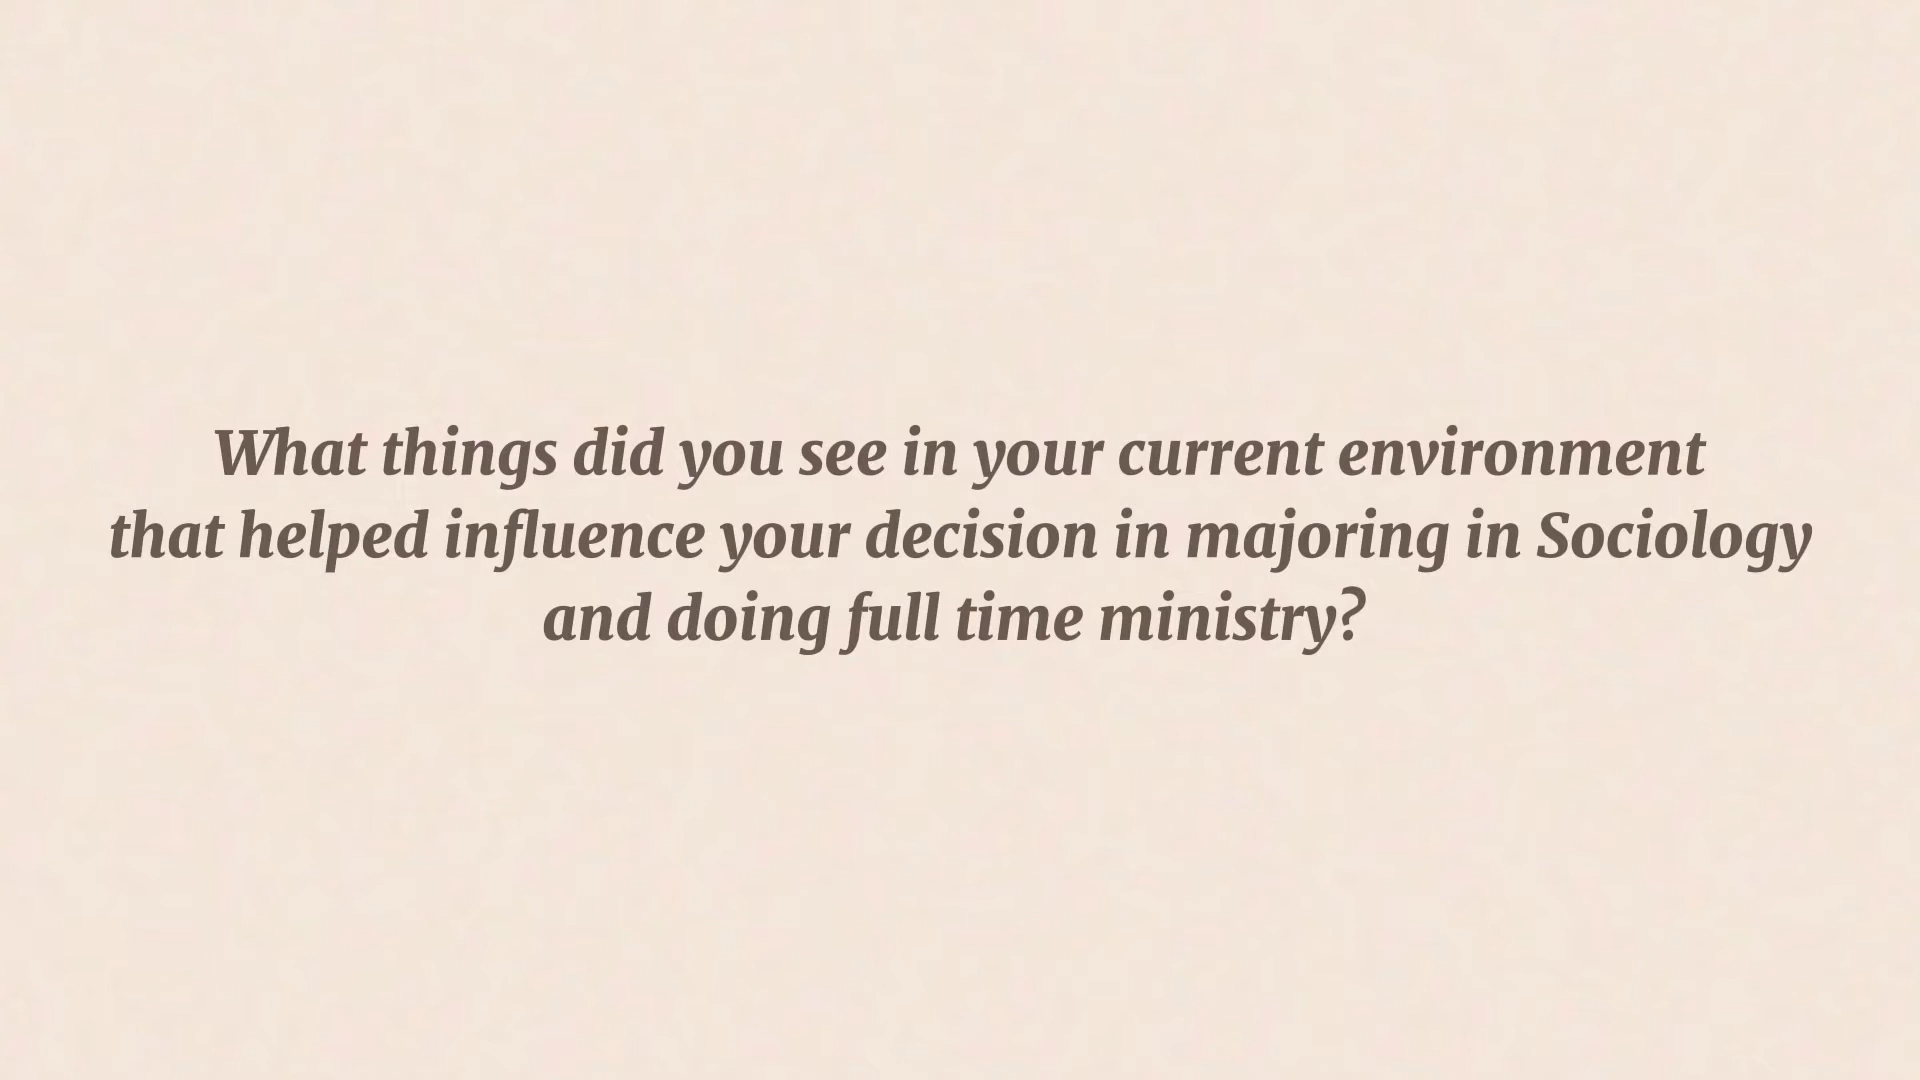 What things did you see in your current environment
that helped influence your decision in majoring in Sociology
and doing full time ministry?